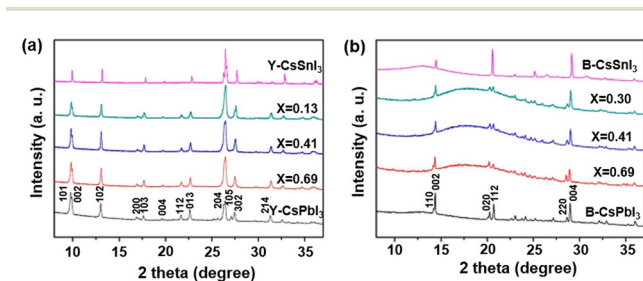 (a)
Y-CsSnI3
X=0.13
X=0.41
X=0.69
Y-CsPbI3
101
002
102
200
103
004
112
013
204
105
302
214
Intensity (a. u.)
10 15 20 25 30 35
2 theta (degree)
(b)
B-CsSnI3
X=0.30
X=0.41
X=0.69
B-CsPbI3
110
002
020
112
220
004
Intensity (a. u.)
10 15 20 25 30 35
2 theta (degree)